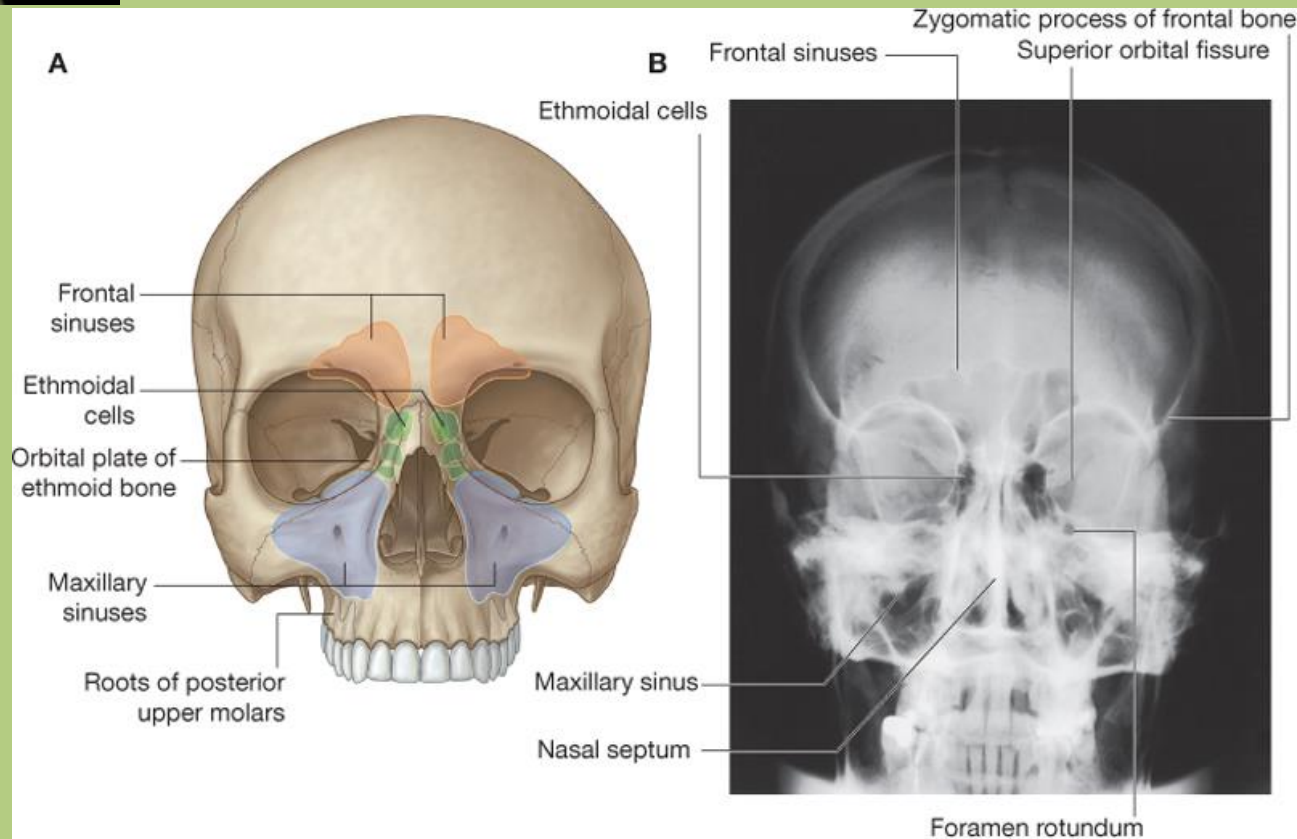 A
Frontal
sinuses
Ethmoidal
cells
Orbital plate of
ethmoid bone
Maxillary
sinuses
Roots of posterior
upper molars
B
Zygomatic process of frontal bone
Frontal sinuses
Superior orbital fissure
Ethmoidal cells
Maxillary sinus
Nasal septum
Foramen rotundum